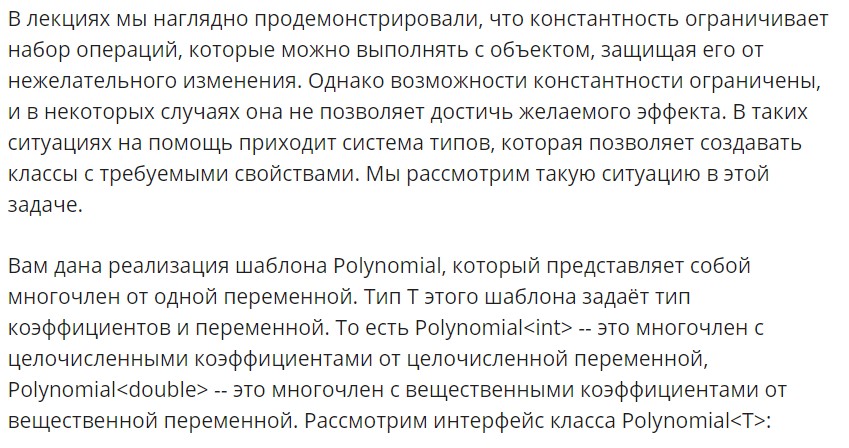 В лекциях мы наглядно продемонстрировали, что константность ограничивает
набор операций, которые можно выполнять с объектом, защищая его от
нежелательного изменения. Однако возможности константности ограничены,
и в некоторых случаях она не позволяет достичь желаемого эффекта. В таких
ситуациях на помощь приходит система типов, которая позволяет создавать
классы с требуемыми свойствами. Мы рассмотрим такую ситуацию в этой
задаче.
Вам дана реализация шаблона Polynomial, который представляет собой
многочлен от одной переменной. Тип T этого шаблона задаёт тип
коэффициентов и переменной. То есть Polynomial<int> -- это многочлен с
целочисленными коэффициентами от целочисленной переменной,
Polynomial<double> -- это многочлен с вещественными коэффициентами от
вещественной переменной. Рассмотрим интерфейс класса Polynomial<T>: